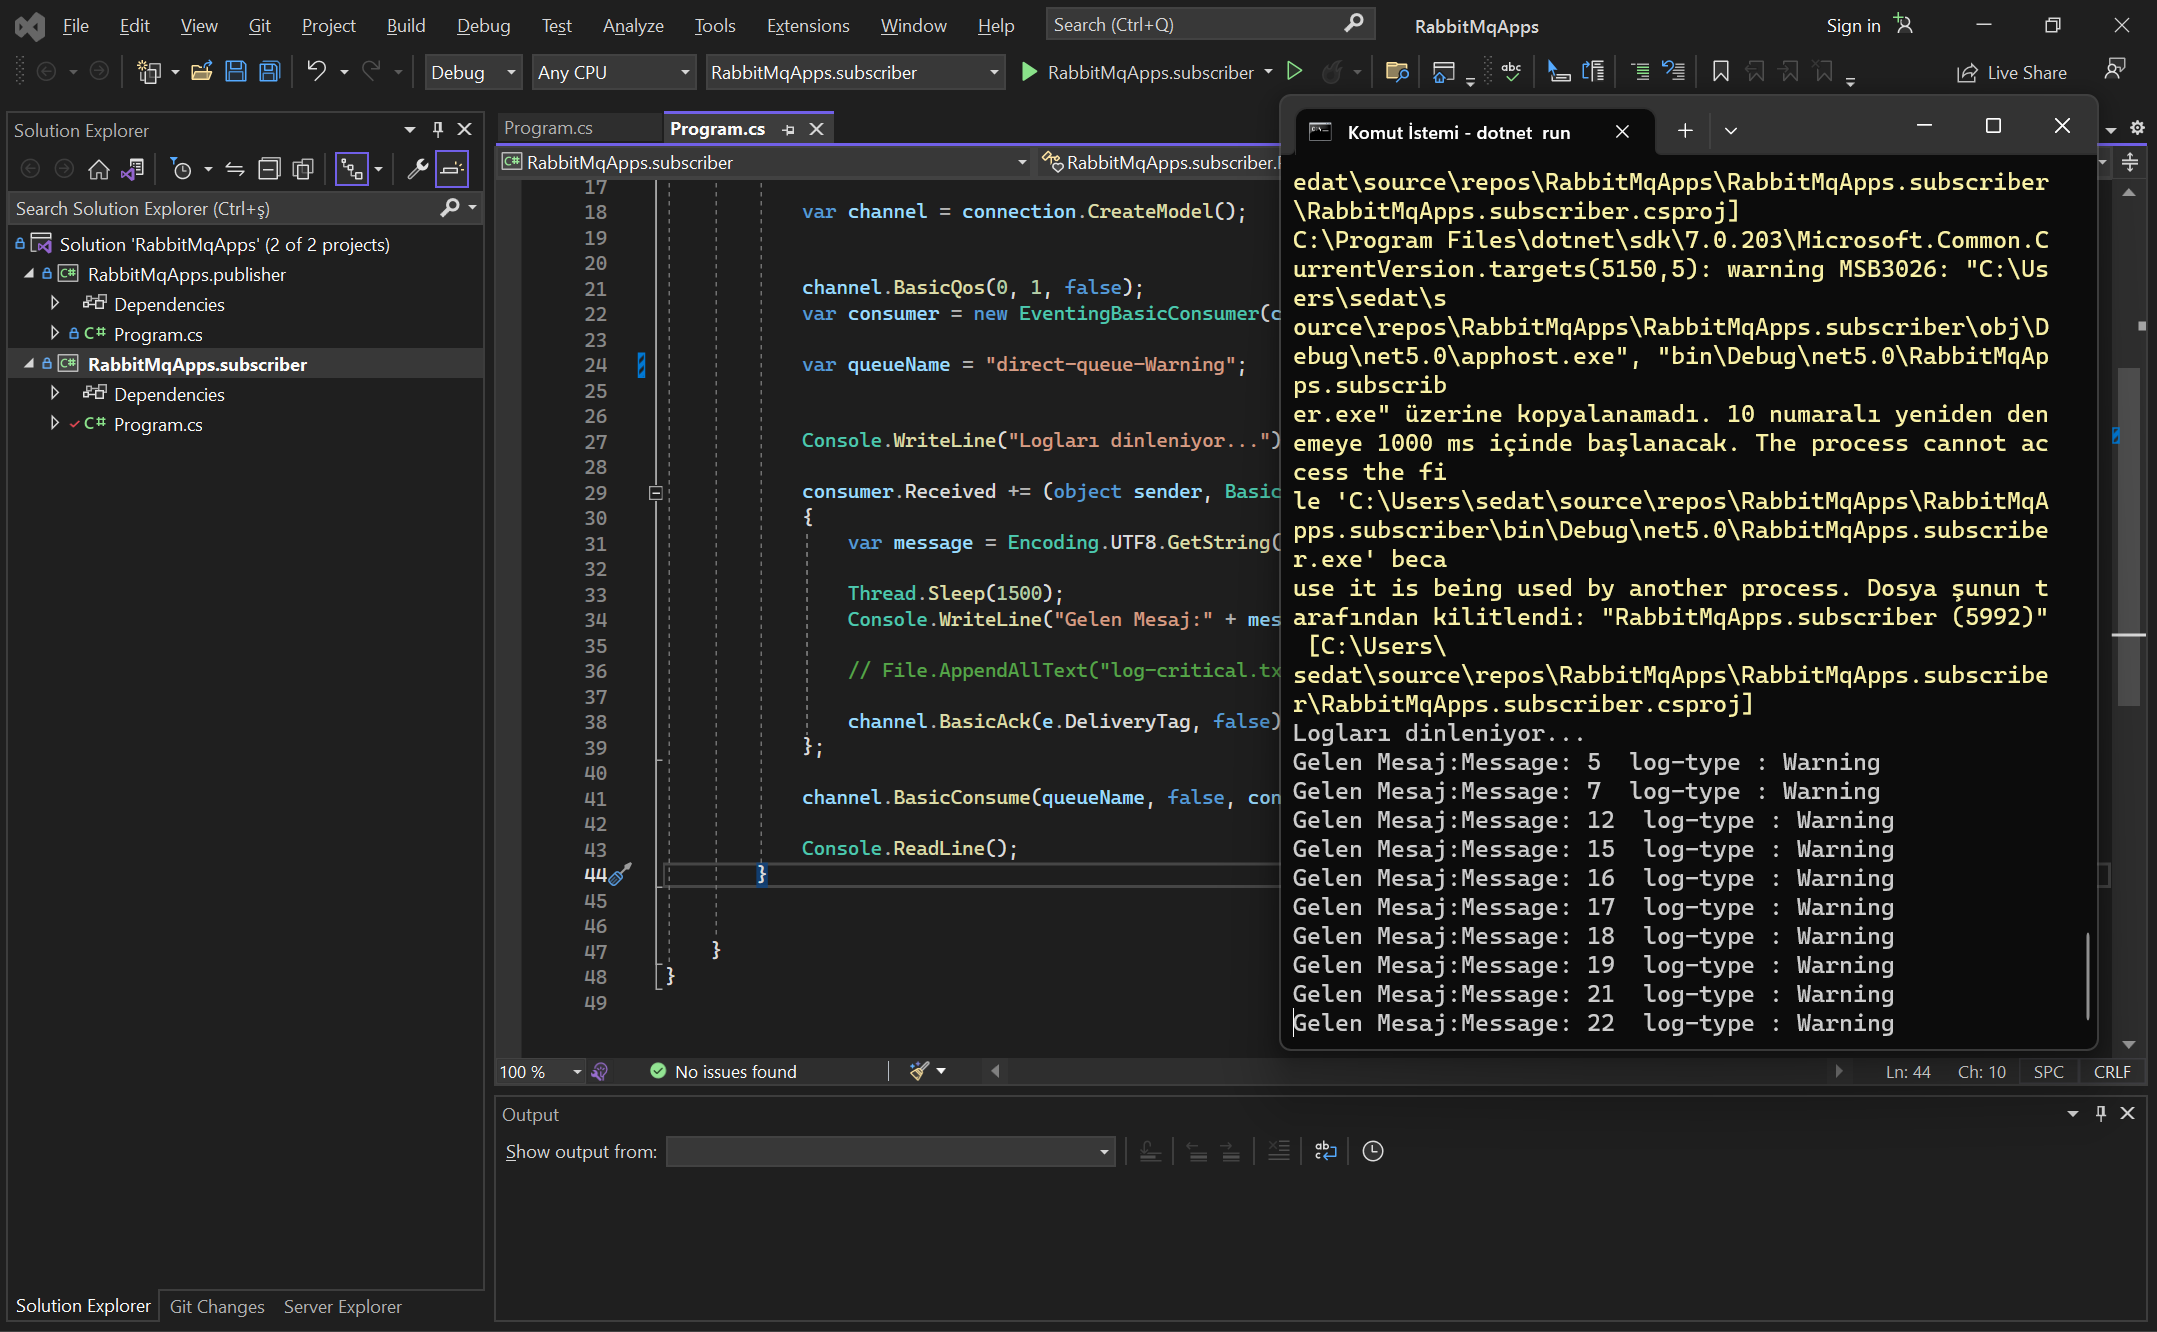 File Edit View Git Project Build Debug Test Analyze Tools Extensions Window Help Search (Ctrl+Q) RabbitMqApps Sign in
Debug Any CPU RabbitMqApps.subscriber RabbitMqApps.subscriber Live Share
Solution Explorer
Search Solution Explorer (Ctrl+ş)
Solution 'RabbitMqApps' (2 of 2 projects)
RabbitMqApps.publisher
Dependencies
C# Program.cs
RabbitMqApps.subscriber
Dependencies
C# Program.cs
Solution Explorer Git Changes Server Explorer
Program.cs Program.cs
C# RabbitMqApps.subscriber RabbitMqApps.subscriber.
17
18 var channel = connection.CreateModel();
19
20
21 channel.BasicQos(0, 1, false);
22 var consumer = new EventingBasicConsumer(c
23
24 var queueName = "direct-queue-Warning";
25
26
27 Console.WriteLine("Logları dinleniyor...")
28
29 consumer.Received += (object sender, Basic
30 {
31 var message = Encoding.UTF8.GetString(
32
33 Thread.Sleep(1500);
34 Console.WriteLine("Gelen Mesaj:" + mes
35
36 // File.AppendAllText("log-critical.tx
37
38 channel.BasicAck(e.DeliveryTag, false)
39 };
40
41 channel.BasicConsume(queueName, false, con
42
43 Console.ReadLine();
44 }
45
46
47 }
48 }
49
100 % No issues found Ln: 44 Ch: 10 SPC CRLF
Output
Show output from:
Komut İstemi - dotnet run
edat\source\repos\RabbitMqApps\RabbitMqApps.subscriber
\RabbitMqApps.subscriber.csproj]
C:\Program Files\dotnet\sdk\7.0.203\Microsoft.Common.C
urrentVersion.targets(5150,5): warning MSB3026: "C:\Us
ers\sedat\s
ource\repos\RabbitMqApps\RabbitMqApps.subscriber\obj\D
ebug\net5.0\apphost.exe", "bin\Debug\net5.0\RabbitMqAp
ps.subscrib
er.exe" üzerine kopyalanamadı. 10 numaralı yeniden den
emeye 1000 ms içinde başlanacak. The process cannot ac
cess the fi
le 'C:\Users\sedat\source\repos\RabbitMqApps\RabbitMqA
pps.subscriber\bin\Debug\net5.0\RabbitMqApps.subscribe
r.exe' beca
use it is being used by another process. Dosya şunun t
arafından kilitlendi: "RabbitMqApps.subscriber (5992)"
[C:\Users\
sedat\source\repos\RabbitMqApps\RabbitMqApps.subscribe
r\RabbitMqApps.subscriber.csproj]
Logları dinleniyor...
Gelen Mesaj:Message: 5 log-type : Warning
Gelen Mesaj:Message: 7 log-type : Warning
Gelen Mesaj:Message: 12 log-type : Warning
Gelen Mesaj:Message: 15 log-type : Warning
Gelen Mesaj:Message: 16 log-type : Warning
Gelen Mesaj:Message: 17 log-type : Warning
Gelen Mesaj:Message: 18 log-type : Warning
Gelen Mesaj:Message: 19 log-type : Warning
Gelen Mesaj:Message: 21 log-type : Warning
Gelen Mesaj:Message: 22 log-type : Warning